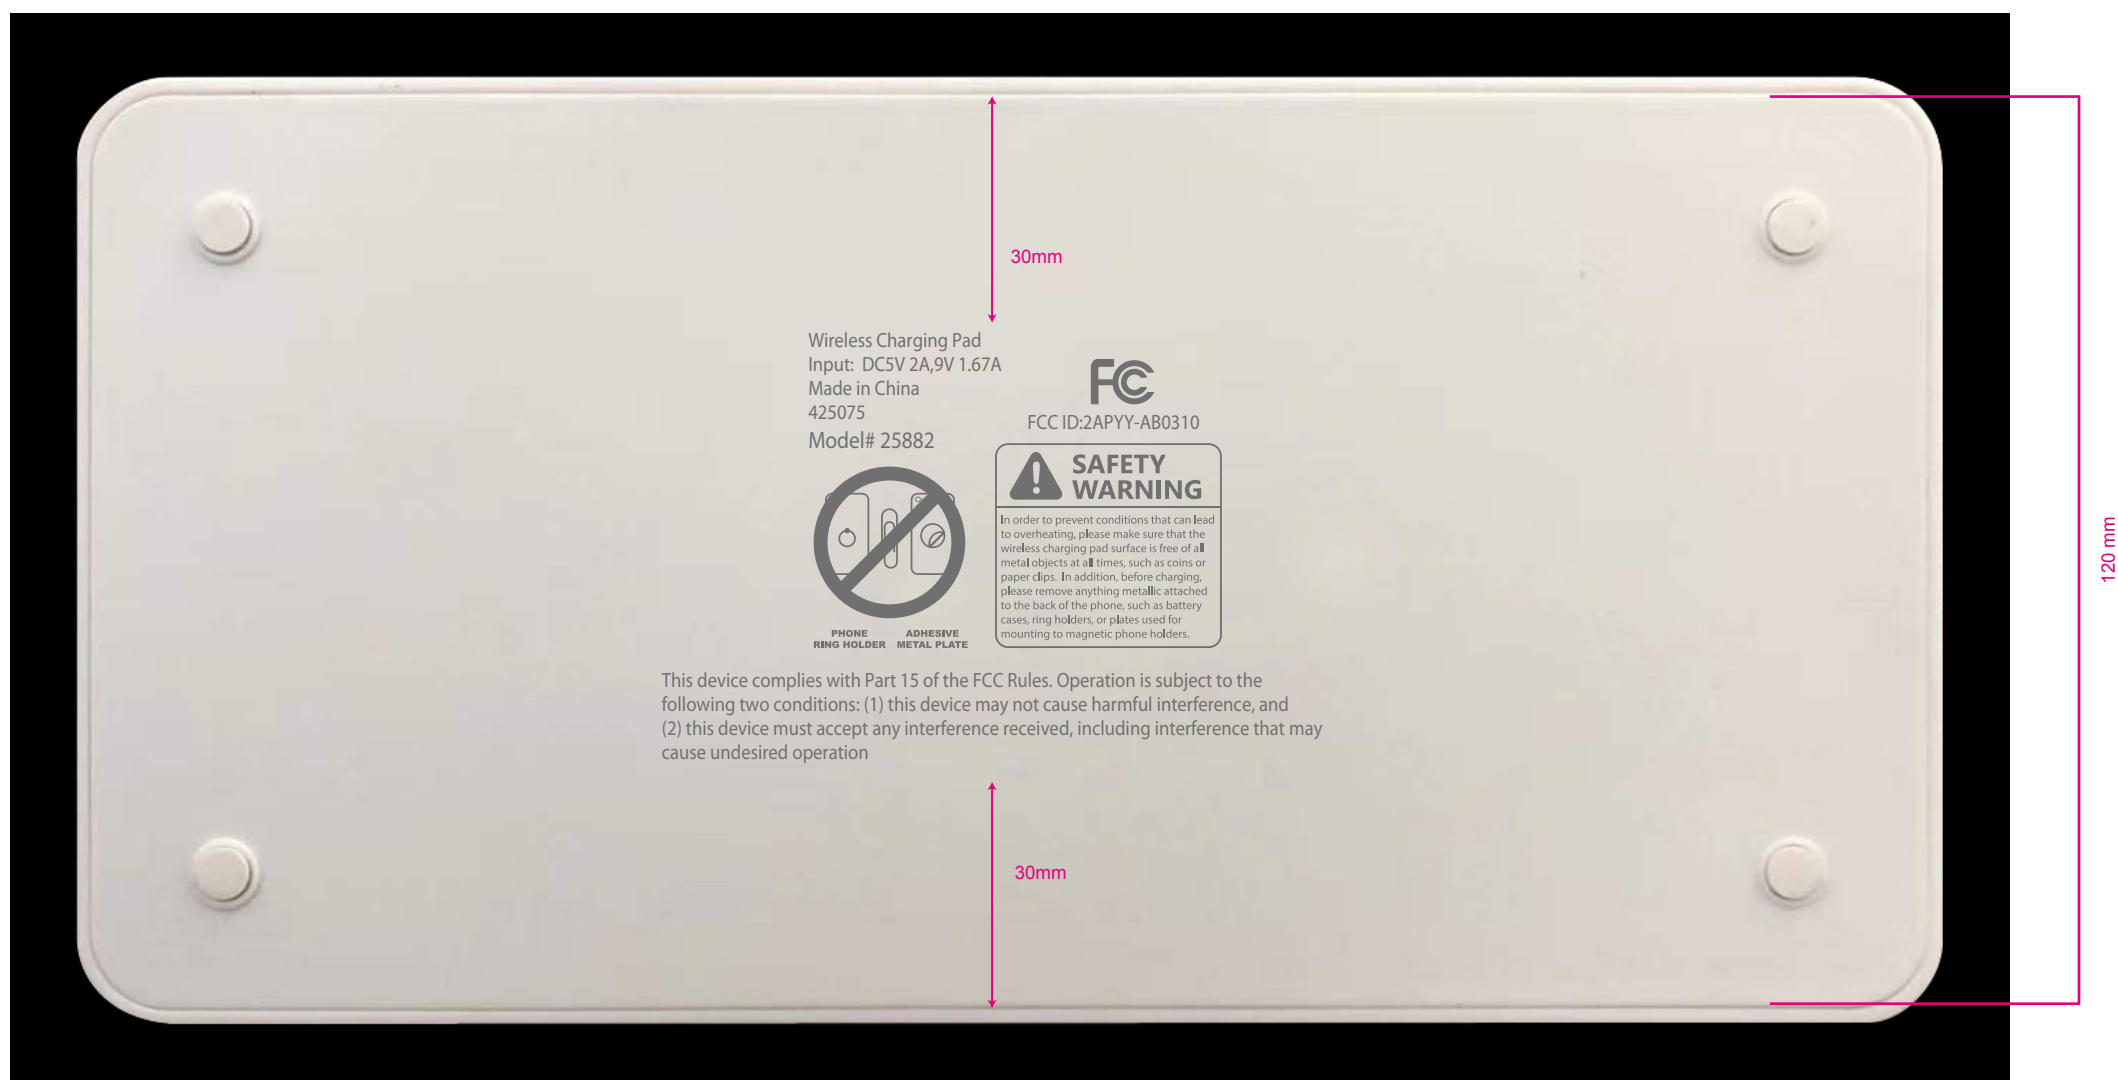 30mm
Wireless Charging Pad
Input:  DC5V 2A,9V 1.67A
Made in China
425075
Model# 25882
FC
FCC ID:2APYY-AB0310
SAFETY
WARNING
In order to prevent conditions that can lead
to overheating, please make sure that the
wireless charging pad surface is free of all
metal objects at all times, such as coins or
paper clips.  In addition, before charging,
please remove anything metallic attached
to the back of the phone, such as battery
cases, ring holders, or plates used for
mounting to magnetic phone holders.
PHONE
RING HOLDER
ADHESIVE
METAL PLATE
This device complies with Part 15 of the FCC Rules. Operation is subject to the
following two conditions: (1) this device may not cause harmful interference, and
(2) this device must accept any interference received, including interference that may
cause undesired operation
30mm
120 mm